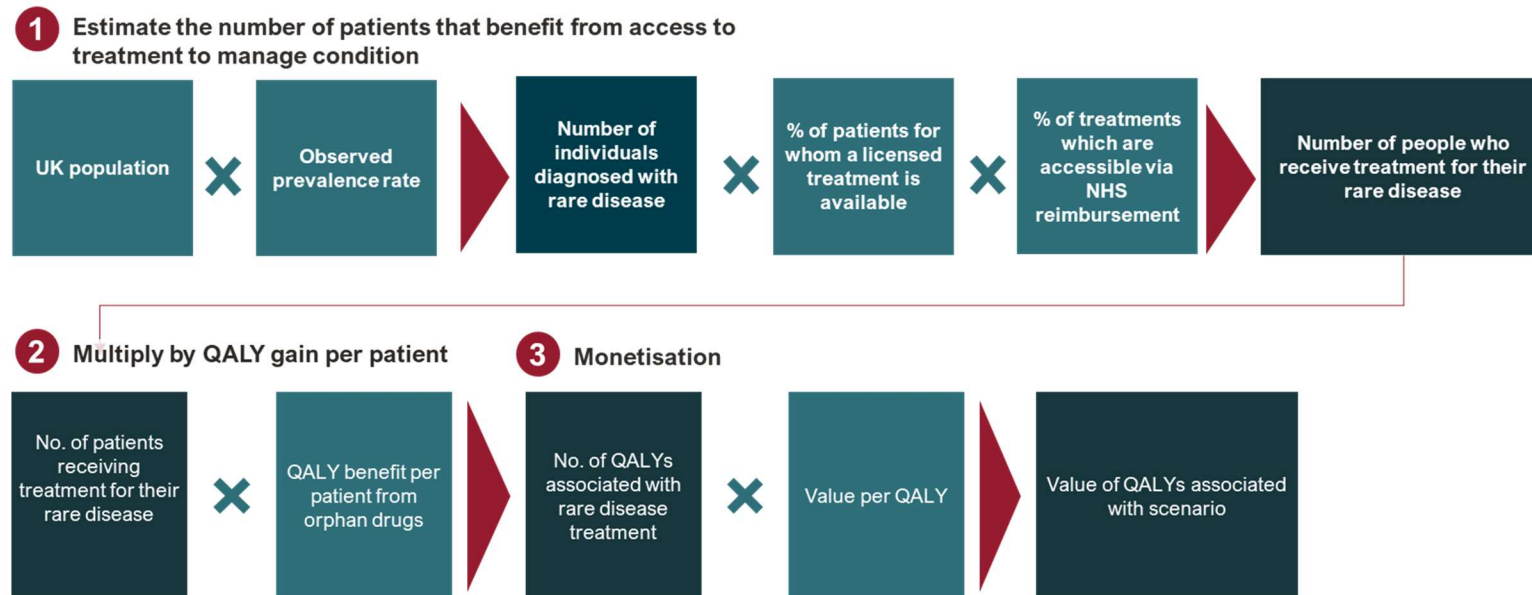 1 Estimate the number of patients that benefit from access to
treatment to manage condition
UK population
×
Observed
prevalence rate
Number of
individuals
diagnosed with
rare disease
×
% of patients for
whom a licensed
treatment is
available
×
% of treatments
which are
accessible via
NHS
reimbursement
Number of people who
receive treatment for their
rare disease
2 Multiply by QALY gain per patient
3 Monetisation
No. of patients
receiving
treatment for their
rare disease
×
QALY benefit per
patient from
orphan drugs
No. of QALYs
associated with
rare disease
treatment
×
Value per QALY
Value of QALYs associated
with scenario